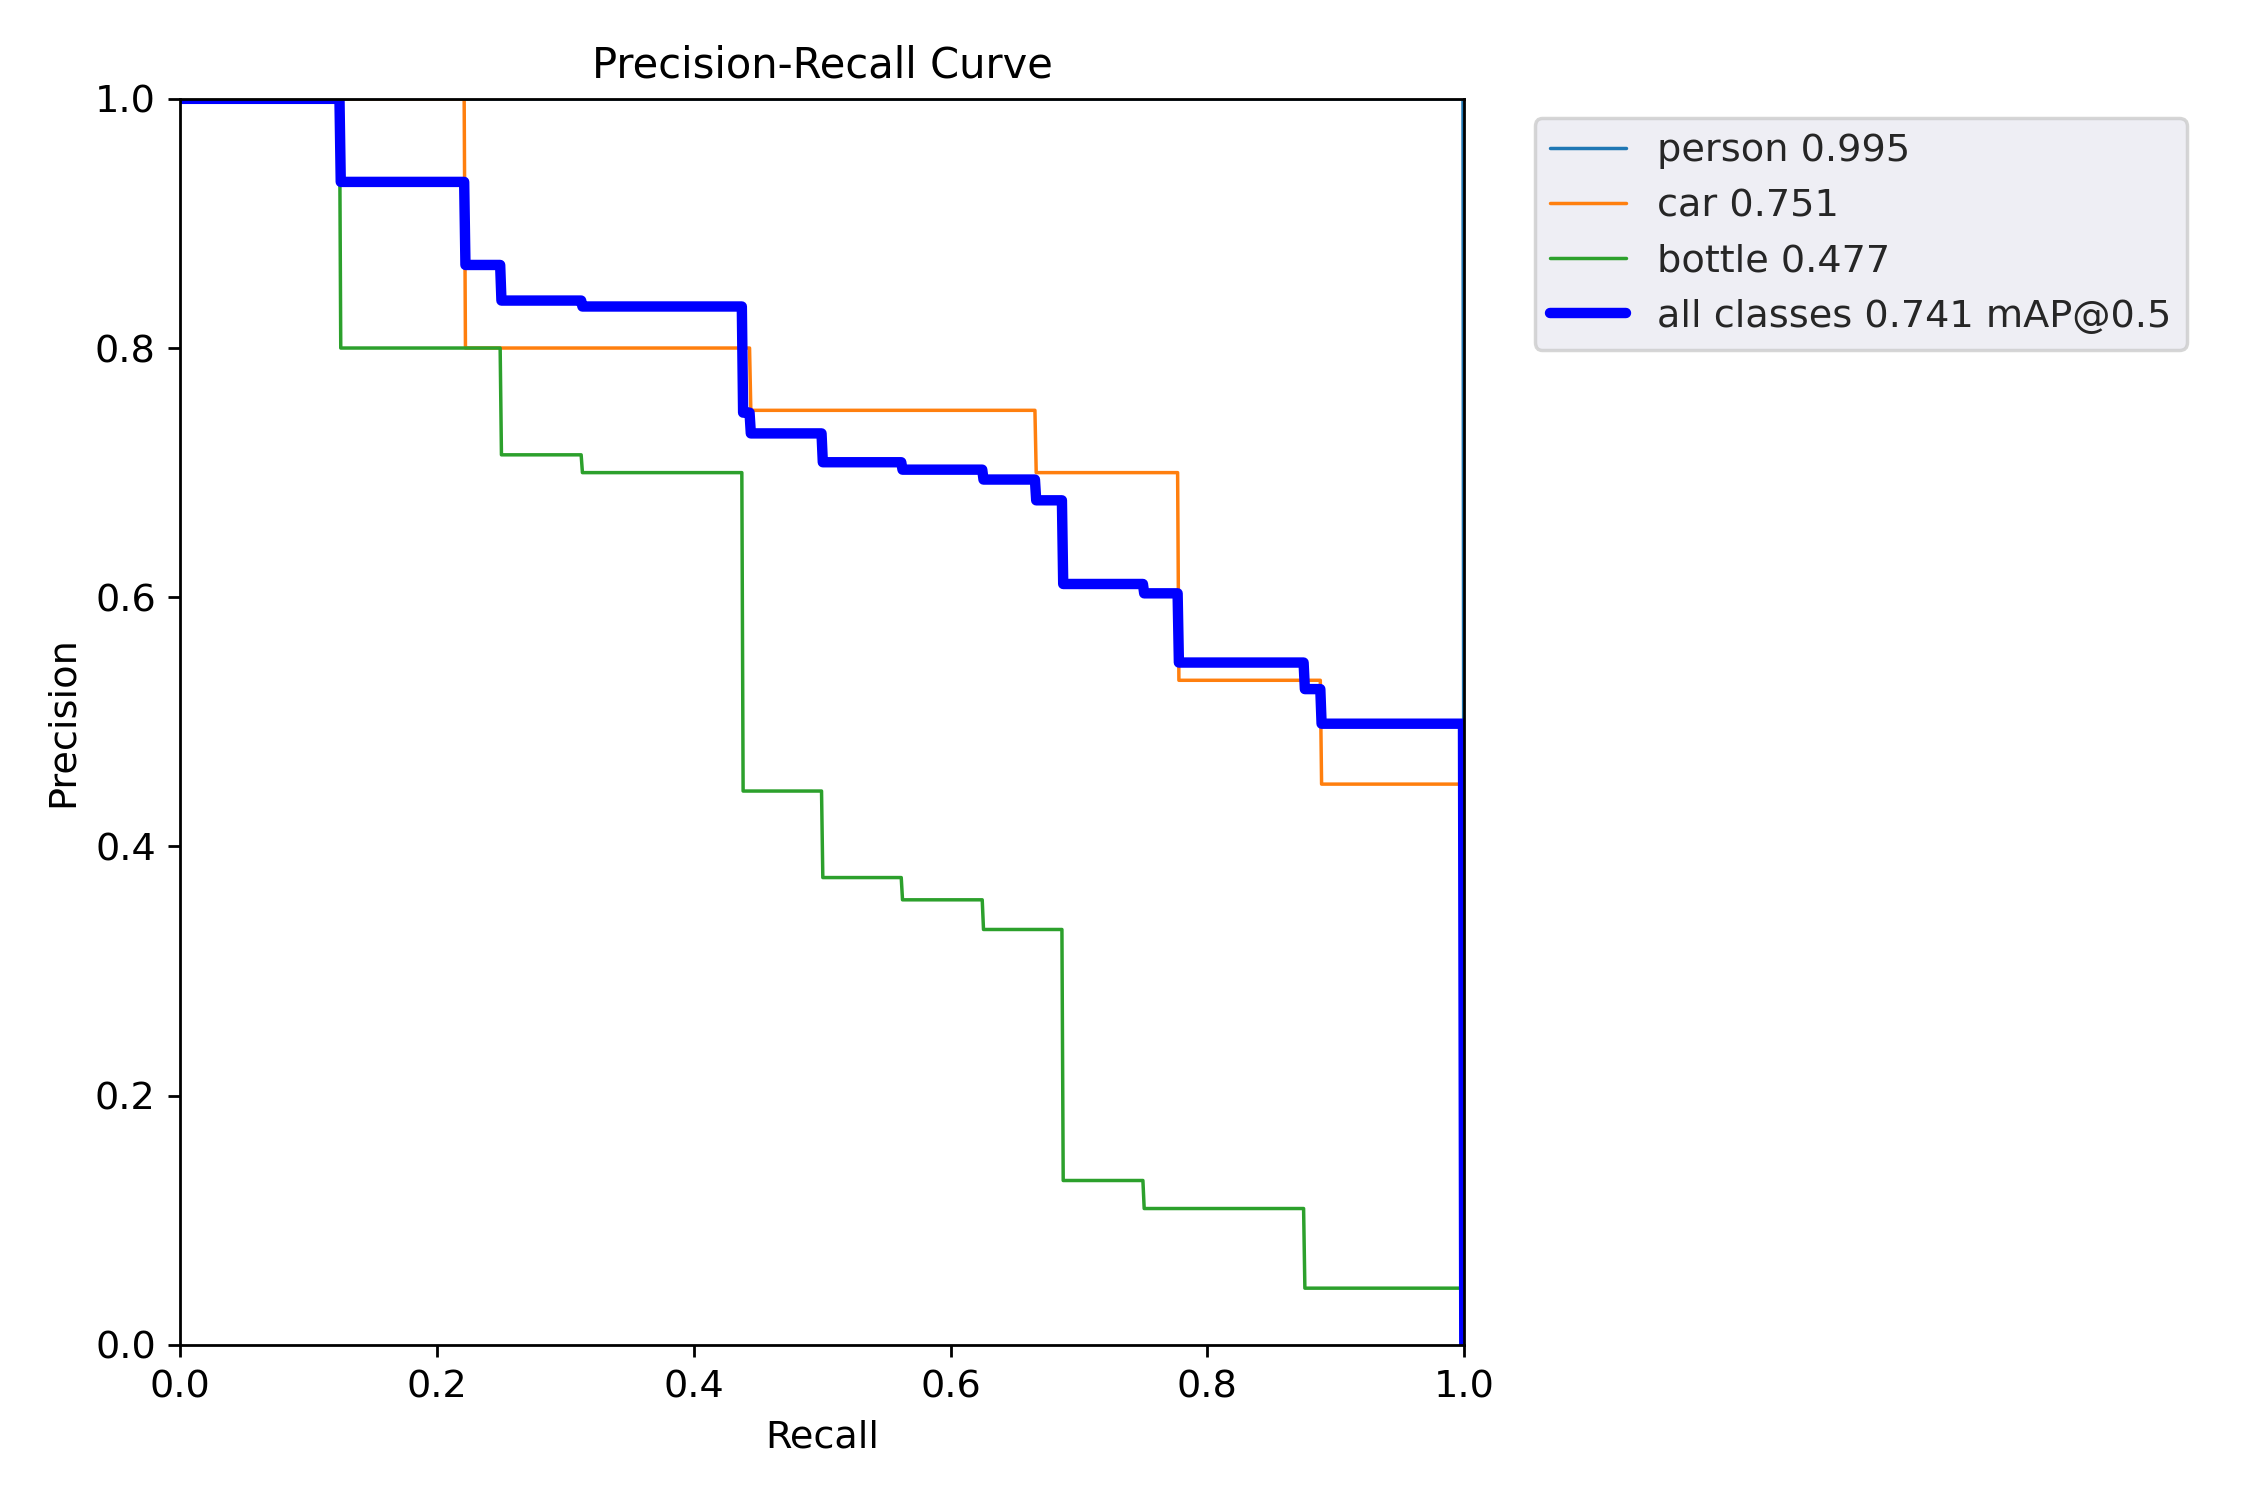 Precision-Recall Curve
1.0
0.8
0.6
0.4
0.2
0.0
Precision
0.0 0.2 0.4 0.6 0.8 1.0
Recall
person 0.995
car 0.751
bottle 0.477
all classes 0.741 mAP@0.5